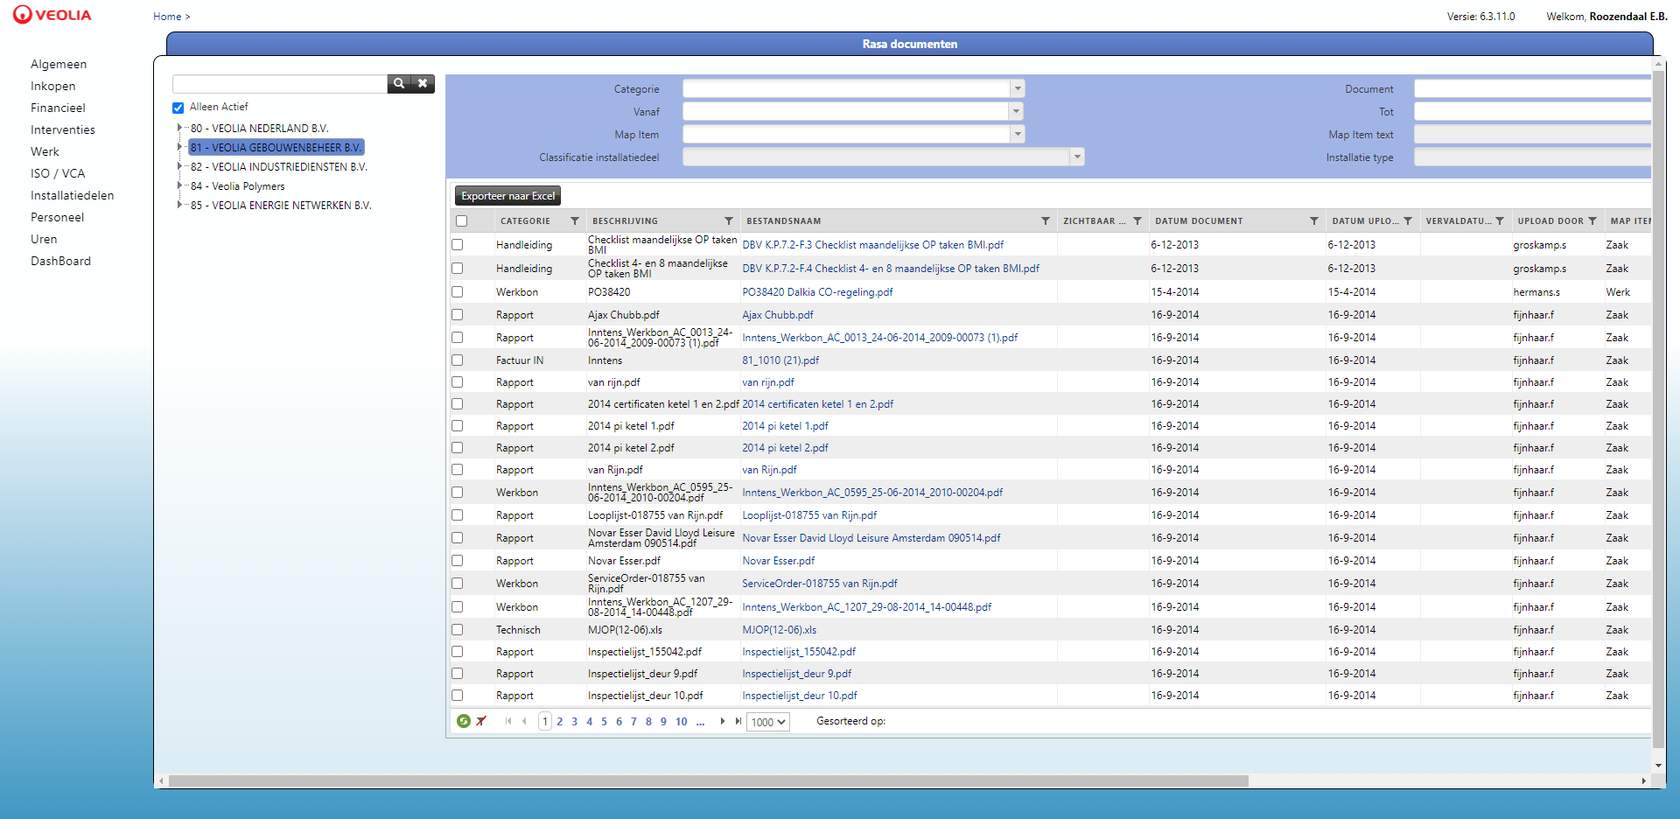 VEOLIA
Home >
Versie: 6.3.11.0 Welkom, Roozendaal E.B.
Rasa documenten
Algemeen
Inkopen
Financieel
Interventies
Werk
ISO / VCA
Installatiedelen
Personeel
Uren
DashBoard
Alleen Actief
80 - VEOLIA NEDERLAND B.V.
81 - VEOLIA GEBOUWENBEHEER B.V.
82 - VEOLIA INDUSTRIEDIENSTEN B.V.
84 - Veolia Polymers
85 - VEOLIA ENERGIE NETWERKEN B.V.
Categorie Document
Vanaf Tot
Map Item Map Item text
Classificatie installatiedeel Installatie type
Exporteer naar Excel
CATEGORIE BESCHRIJVING BESTANDSNAAM ZICHTBAAR ... DATUM DOCUMENT DATUM UPLO... VERVALDATU... UPLOAD DOOR MAP ITEM
Handleiding Checklist maandelijkse OP taken BMI DBV K.P.7.2-F.3 Checklist maandelijkse OP taken BMI.pdf 6-12-2013 6-12-2013 groskamp.s Zaak
Handleiding Checklist 4- en 8 maandelijkse OP taken BMI DBV K.P.7.2-F.4 Checklist 4- en 8 maandelijkse OP taken BMI.pdf 6-12-2013 6-12-2013 groskamp.s Zaak
Werkbon PO38420 PO38420 Dalkia CO-regeling.pdf 15-4-2014 15-4-2014 hermans.s Werk
Rapport Ajax Chubb.pdf Ajax Chubb.pdf 16-9-2014 16-9-2014 fijnhaar.f Zaak
Rapport Inntens_Werkbon_AC_0013_24-06-2014_2009-00073 (1).pdf Inntens_Werkbon_AC_0013_24-06-2014_2009-00073 (1).pdf 16-9-2014 16-9-2014 fijnhaar.f Zaak
Factuur IN Inntens 81_1010 (21).pdf 16-9-2014 16-9-2014 fijnhaar.f Zaak
Rapport van rijn.pdf van rijn.pdf 16-9-2014 16-9-2014 fijnhaar.f Zaak
Rapport 2014 certificaten ketel 1 en 2.pdf 2014 certificaten ketel 1 en 2.pdf 16-9-2014 16-9-2014 fijnhaar.f Zaak
Rapport 2014 pi ketel 1.pdf 2014 pi ketel 1.pdf 16-9-2014 16-9-2014 fijnhaar.f Zaak
Rapport 2014 pi ketel 2.pdf 2014 pi ketel 2.pdf 16-9-2014 16-9-2014 fijnhaar.f Zaak
Rapport van Rijn.pdf van Rijn.pdf 16-9-2014 16-9-2014 fijnhaar.f Zaak
Werkbon Inntens_Werkbon_AC_0595_25-06-2014_2010-00204.pdf Inntens_Werkbon_AC_0595_25-06-2014_2010-00204.pdf 16-9-2014 16-9-2014 fijnhaar.f Zaak
Rapport Looplijst-018755 van Rijn.pdf Looplijst-018755 van Rijn.pdf 16-9-2014 16-9-2014 fijnhaar.f Zaak
Rapport Novar Esser David Lloyd Leisure Amsterdam 090514.pdf Novar Esser David Lloyd Leisure Amsterdam 090514.pdf 16-9-2014 16-9-2014 fijnhaar.f Zaak
Rapport Novar Esser.pdf Novar Esser.pdf 16-9-2014 16-9-2014 fijnhaar.f Zaak
Werkbon ServiceOrder-018755 van Rijn.pdf ServiceOrder-018755 van Rijn.pdf 16-9-2014 16-9-2014 fijnhaar.f Zaak
Werkbon Inntens_Werkbon_AC_1207_29-08-2014_14-00448.pdf Inntens_Werkbon_AC_1207_29-08-2014_14-00448.pdf 16-9-2014 16-9-2014 fijnhaar.f Zaak
Technisch MJOP(12-06).xls MJOP(12-06).xls 16-9-2014 16-9-2014 fijnhaar.f Zaak
Rapport Inspectielijst_155042.pdf Inspectielijst_155042.pdf 16-9-2014 16-9-2014 fijnhaar.f Zaak
Rapport Inspectielijst_deur 9.pdf Inspectielijst_deur 9.pdf 16-9-2014 16-9-2014 fijnhaar.f Zaak
Rapport Inspectielijst_deur 10.pdf Inspectielijst_deur 10.pdf 16-9-2014 16-9-2014 fijnhaar.f Zaak
1 2 3 4 5 6 7 8 9 10 ... 1000 Gesorteerd op: